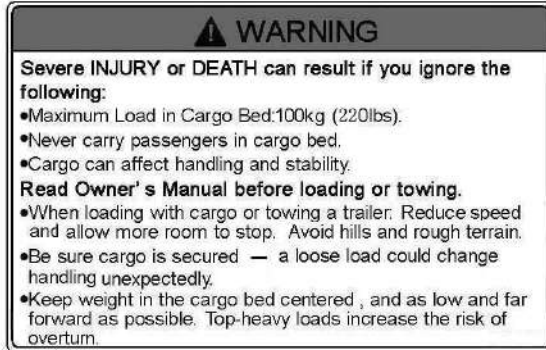 WARNING
Severe INJURY or DEATH can result if you ignore the
following:
•Maximum Load in Cargo Bed:100kg (220lbs).
•Never carry passengers in cargo bed.
•Cargo can affect handling and stability.
Read Owner's Manual before loading or towing.
•When loading with cargo or towing a trailer. Reduce speed
and allow more room to stop. Avoid hills and rough terrain.
•Be sure cargo is secured — a loose load could change
handling unexpectedly.
•Keep weight in the cargo bed centered , and as low and far
forward as possible. Top-heavy loads increase the risk of
overturn.